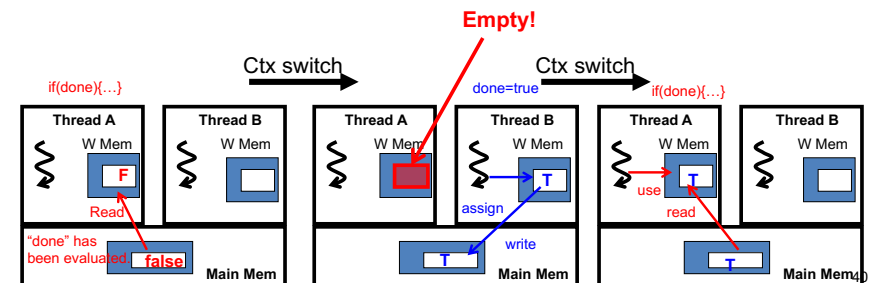 Empty!
Ctx switch
Ctx switch
if(done){…}
done=true
if(done){…}
Thread A
Thread B
Thread A
Thread B
Thread A
Thread B
W Mem
W Mem
W Mem
W Mem
W Mem
W Mem
F
T
T
use
Read
assign
read
write
"done" has
been evaluated.
false
T
T
Main Mem
Main Mem
Main Mem
40